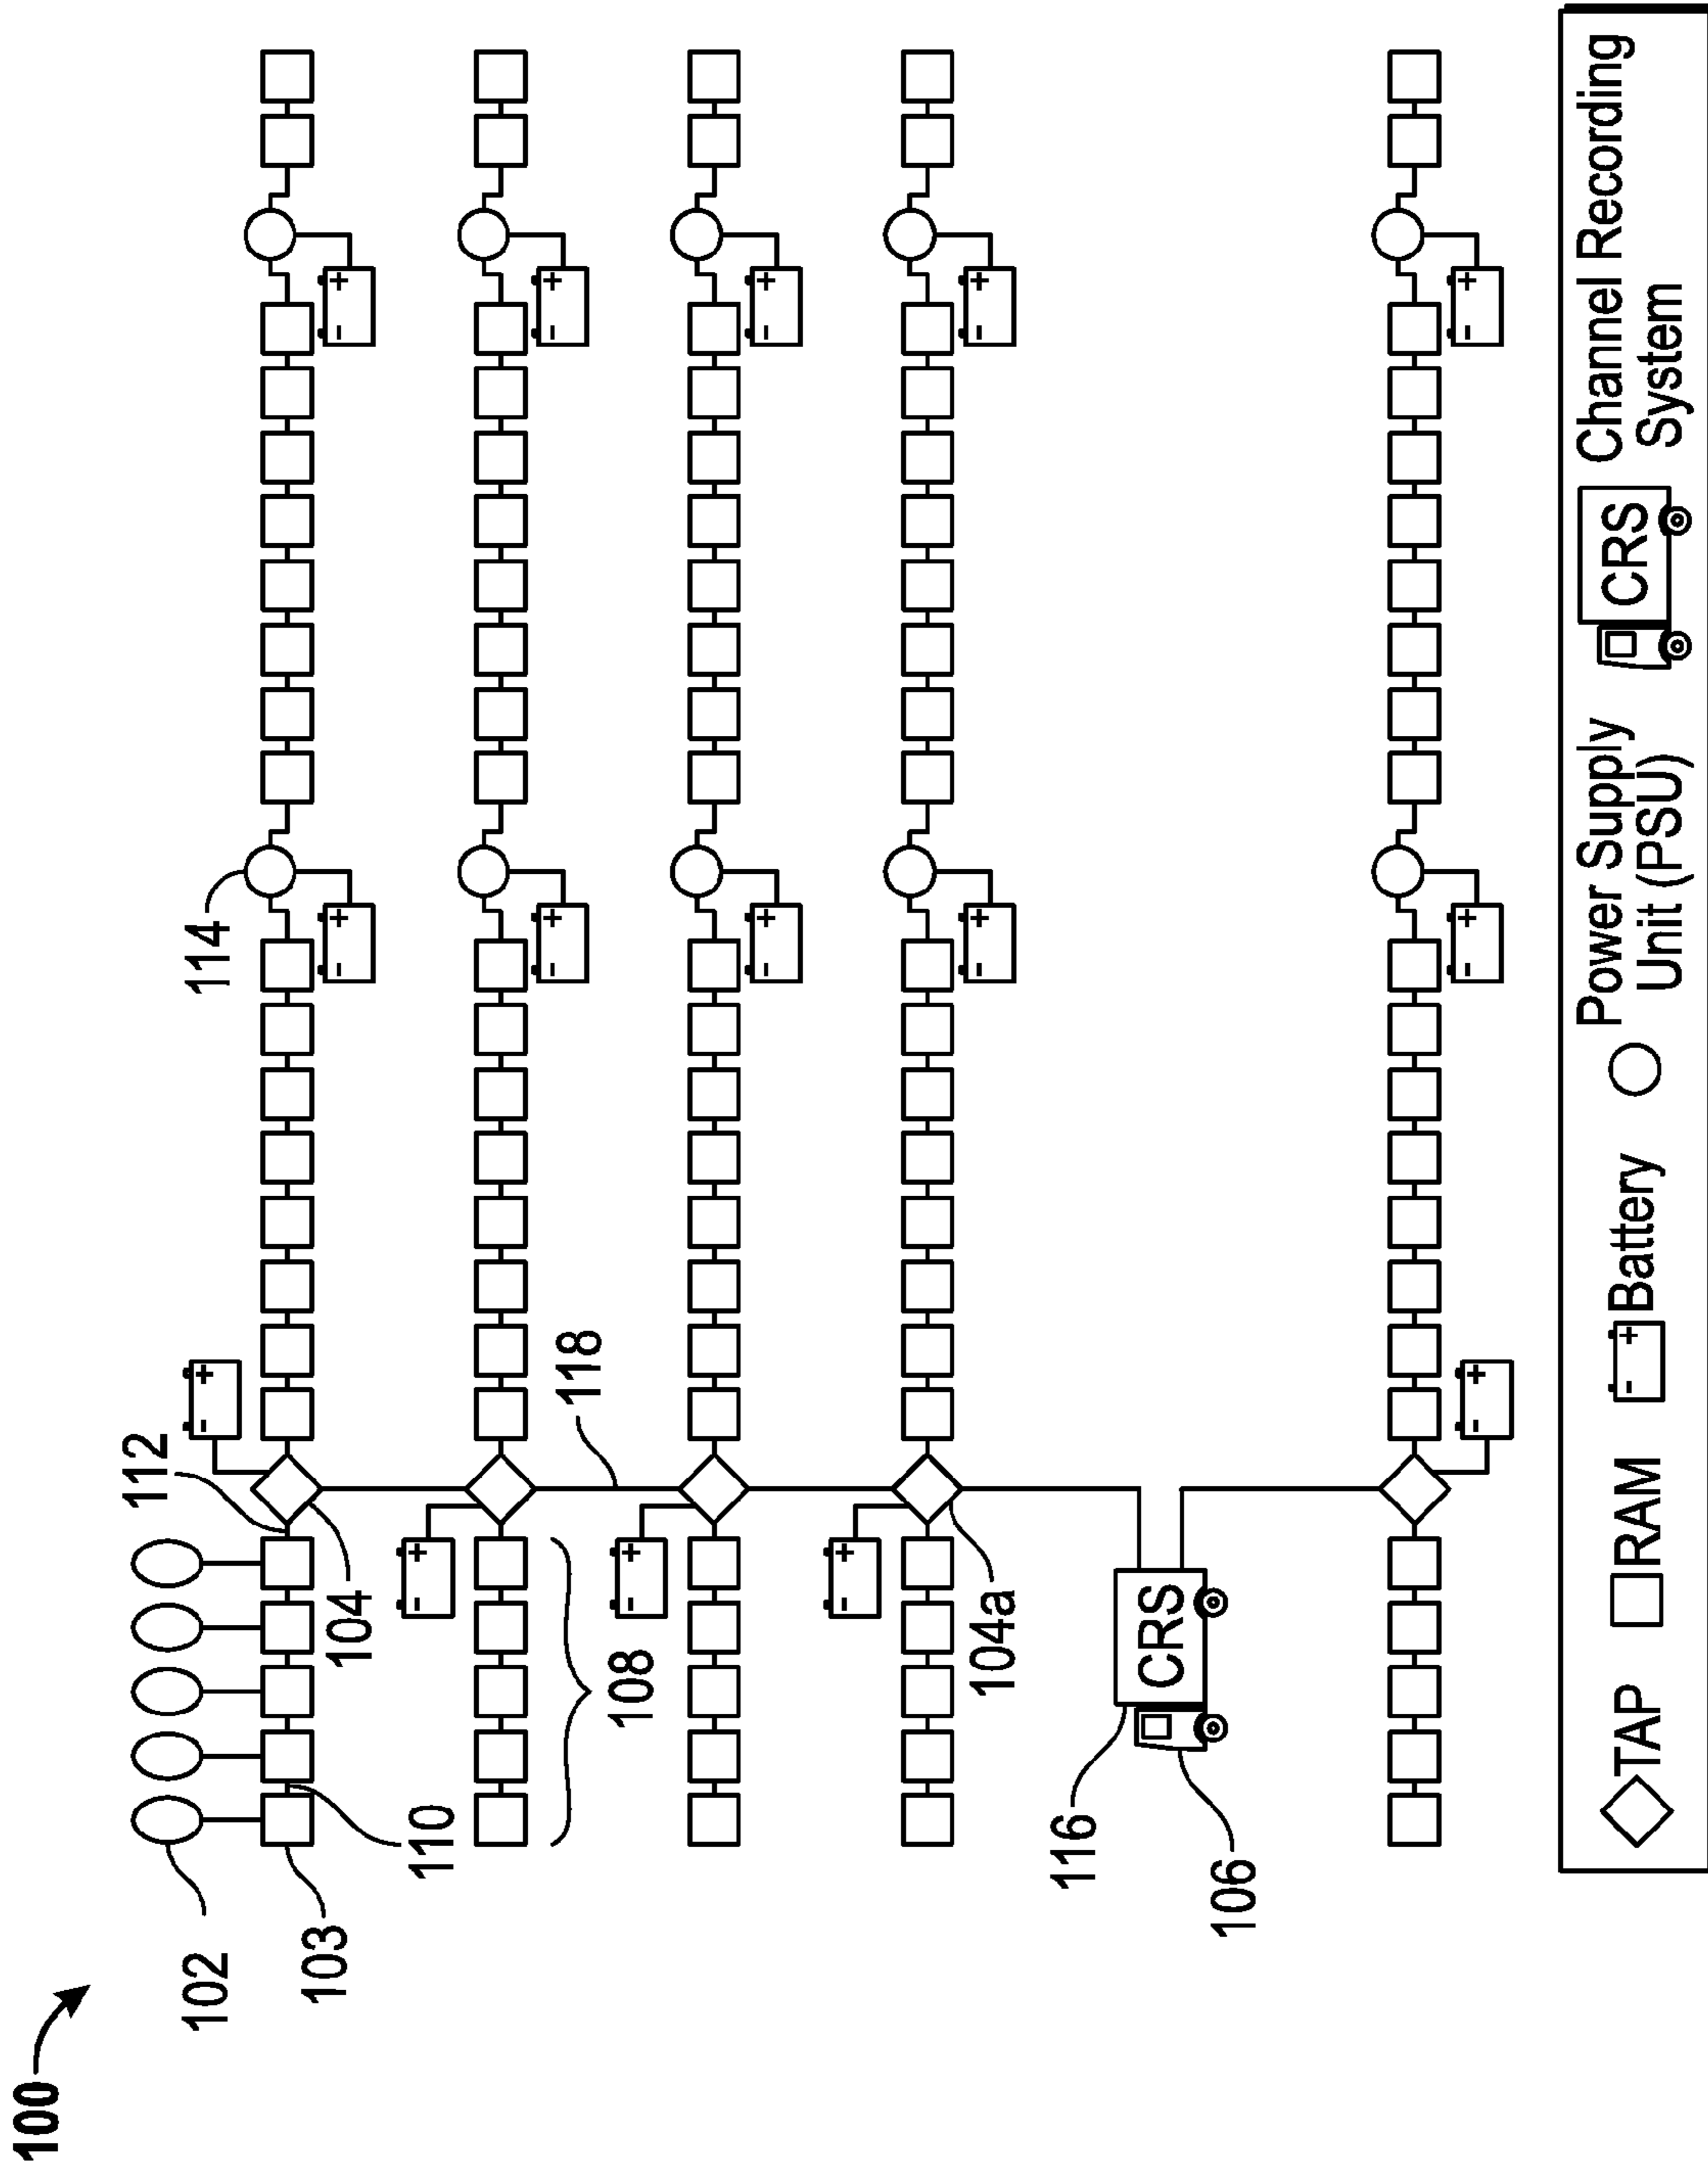 100
112
102
114
103
104
110
118
108
104a
116
CRS
106
TAP
RAM
Battery
Power Supply
Unit (PSU)
CRS
Channel Recording
System